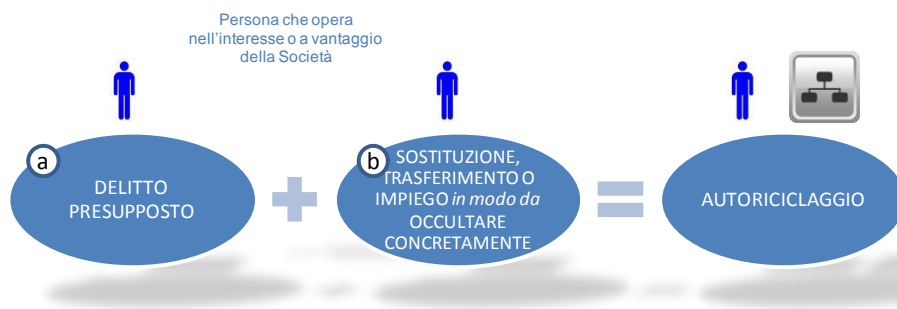 Persona che opera
nell'interesse o a vantaggio
della Società
a
DELITTO
PRESUPPOSTO
b
SOSTITUZIONE,
TRASFERIMENTO O
IMPIEGO in modo da
OCCULTARE
CONCRETAMENTE
AUTORICICLAGGIO